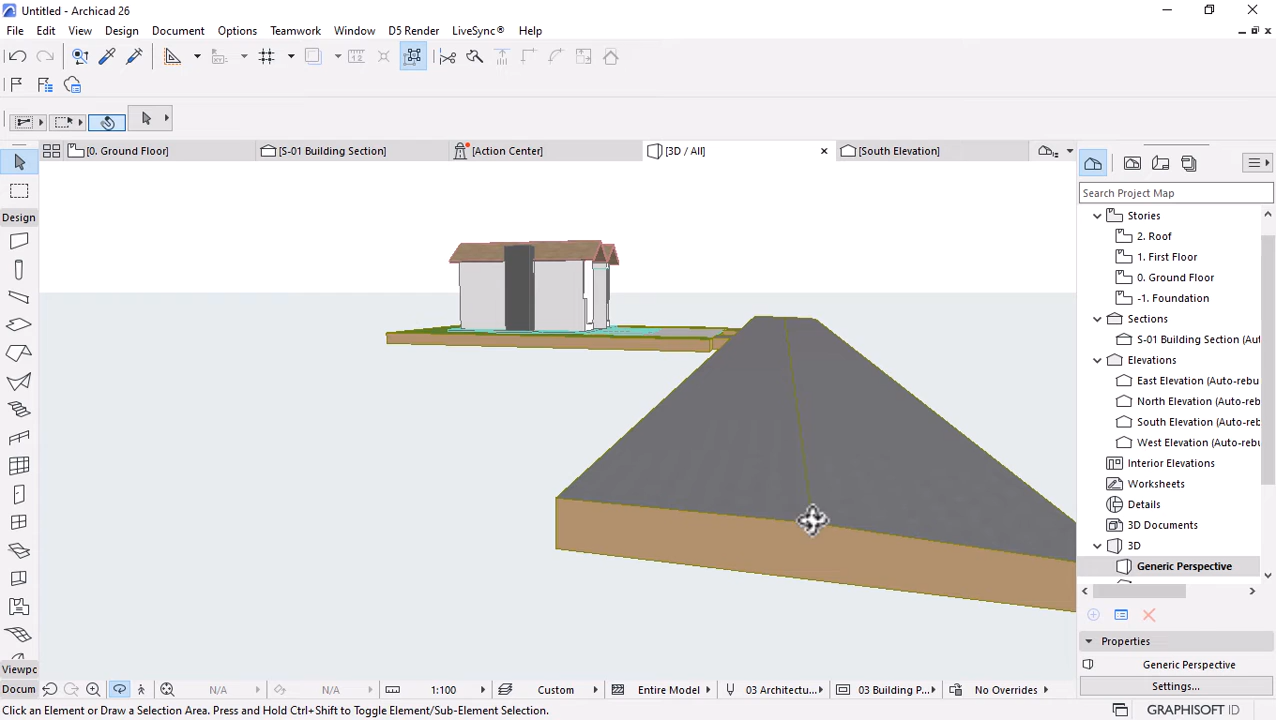 Untitled - Archicad 26
File Edit View Design Document Options Teamwork Window D5 Render LiveSync® Help
[0. Ground Floor] [S-01 Building Section] [Action Center] [3D / All] [South Elevation]
Design
Search Project Map
Stories
2. Roof
1. First Floor
0. Ground Floor
-1. Foundation
Sections
S-01 Building Section (Aut
Elevations
East Elevation (Auto-rebu
North Elevation (Auto-reb
South Elevation (Auto-reb
West Elevation (Auto-rebu
Interior Elevations
Worksheets
Details
3D Documents
3D
Generic Perspective
Properties
Generic Perspective
Settings...
Viewpc
Docum
N/A N/A 1:100 Custom Entire Model 03 Architectu... 03 Building P... No Overrides
Click an Element or Draw a Selection Area. Press and Hold Ctrl+Shift to Toggle Element/Sub-Element Selection.
GRAPHISOFT ID